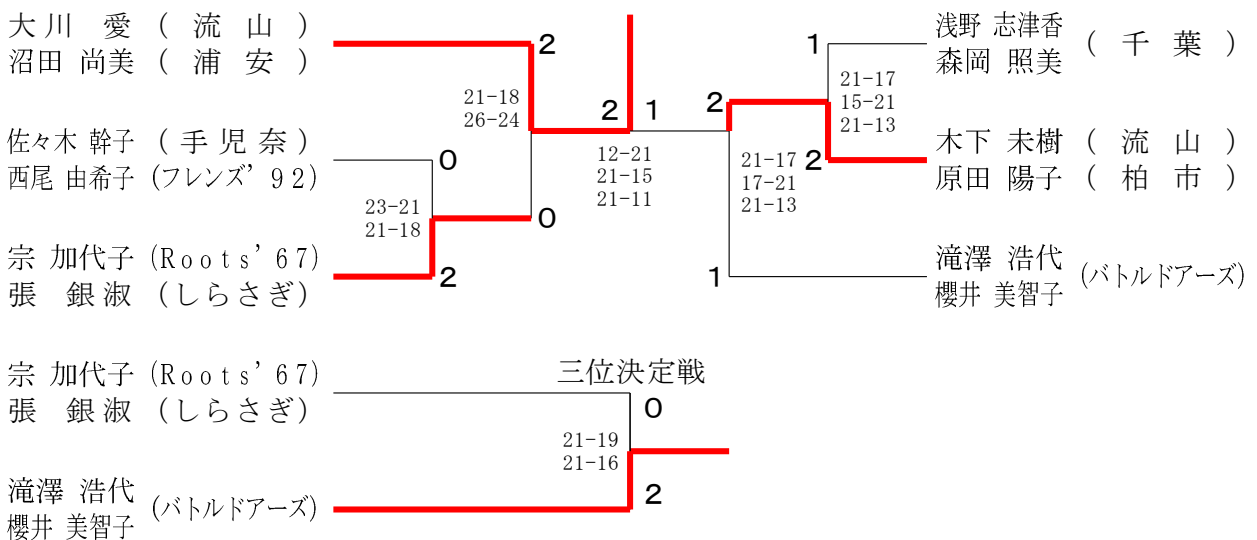 大川 愛 ( 流 山 )
沼田 尚美 ( 浦 安 )
2
21-18
26-24
佐々木 幹子 ( 手 児 奈 )
西尾 由希子 (フレンズ’92)
0
23-21
21-18
0
宗 加代子 (Roots’67)
張 銀淑 (しらさぎ)
2
2
1
12-21
21-15
21-11
浅野 志津香
森岡 照美
( 千 葉 )
1
21-17
15-21
21-13
2
木下 未樹 ( 流 山 )
原田 陽子 ( 柏 市 )
2
21-17
17-21
21-13
滝澤 浩代
櫻井 美智子
(バトルドアーズ)
1
三位決定戦
宗 加代子 (Roots’67)
張 銀淑 (しらさぎ)
0
21-19
21-16
滝澤 浩代
櫻井 美智子
(バトルドアーズ)
2